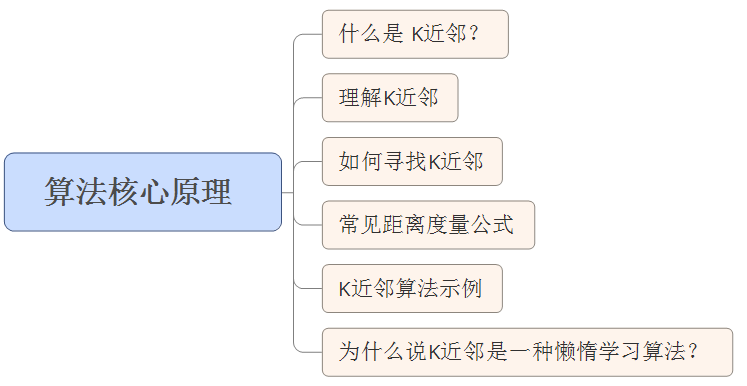 算法核心原理
什么是 K近邻？
理解K近邻
如何寻找K近邻
常见距离度量公式
K近邻算法示例
为什么说K近邻是一种懒惰学习算法？